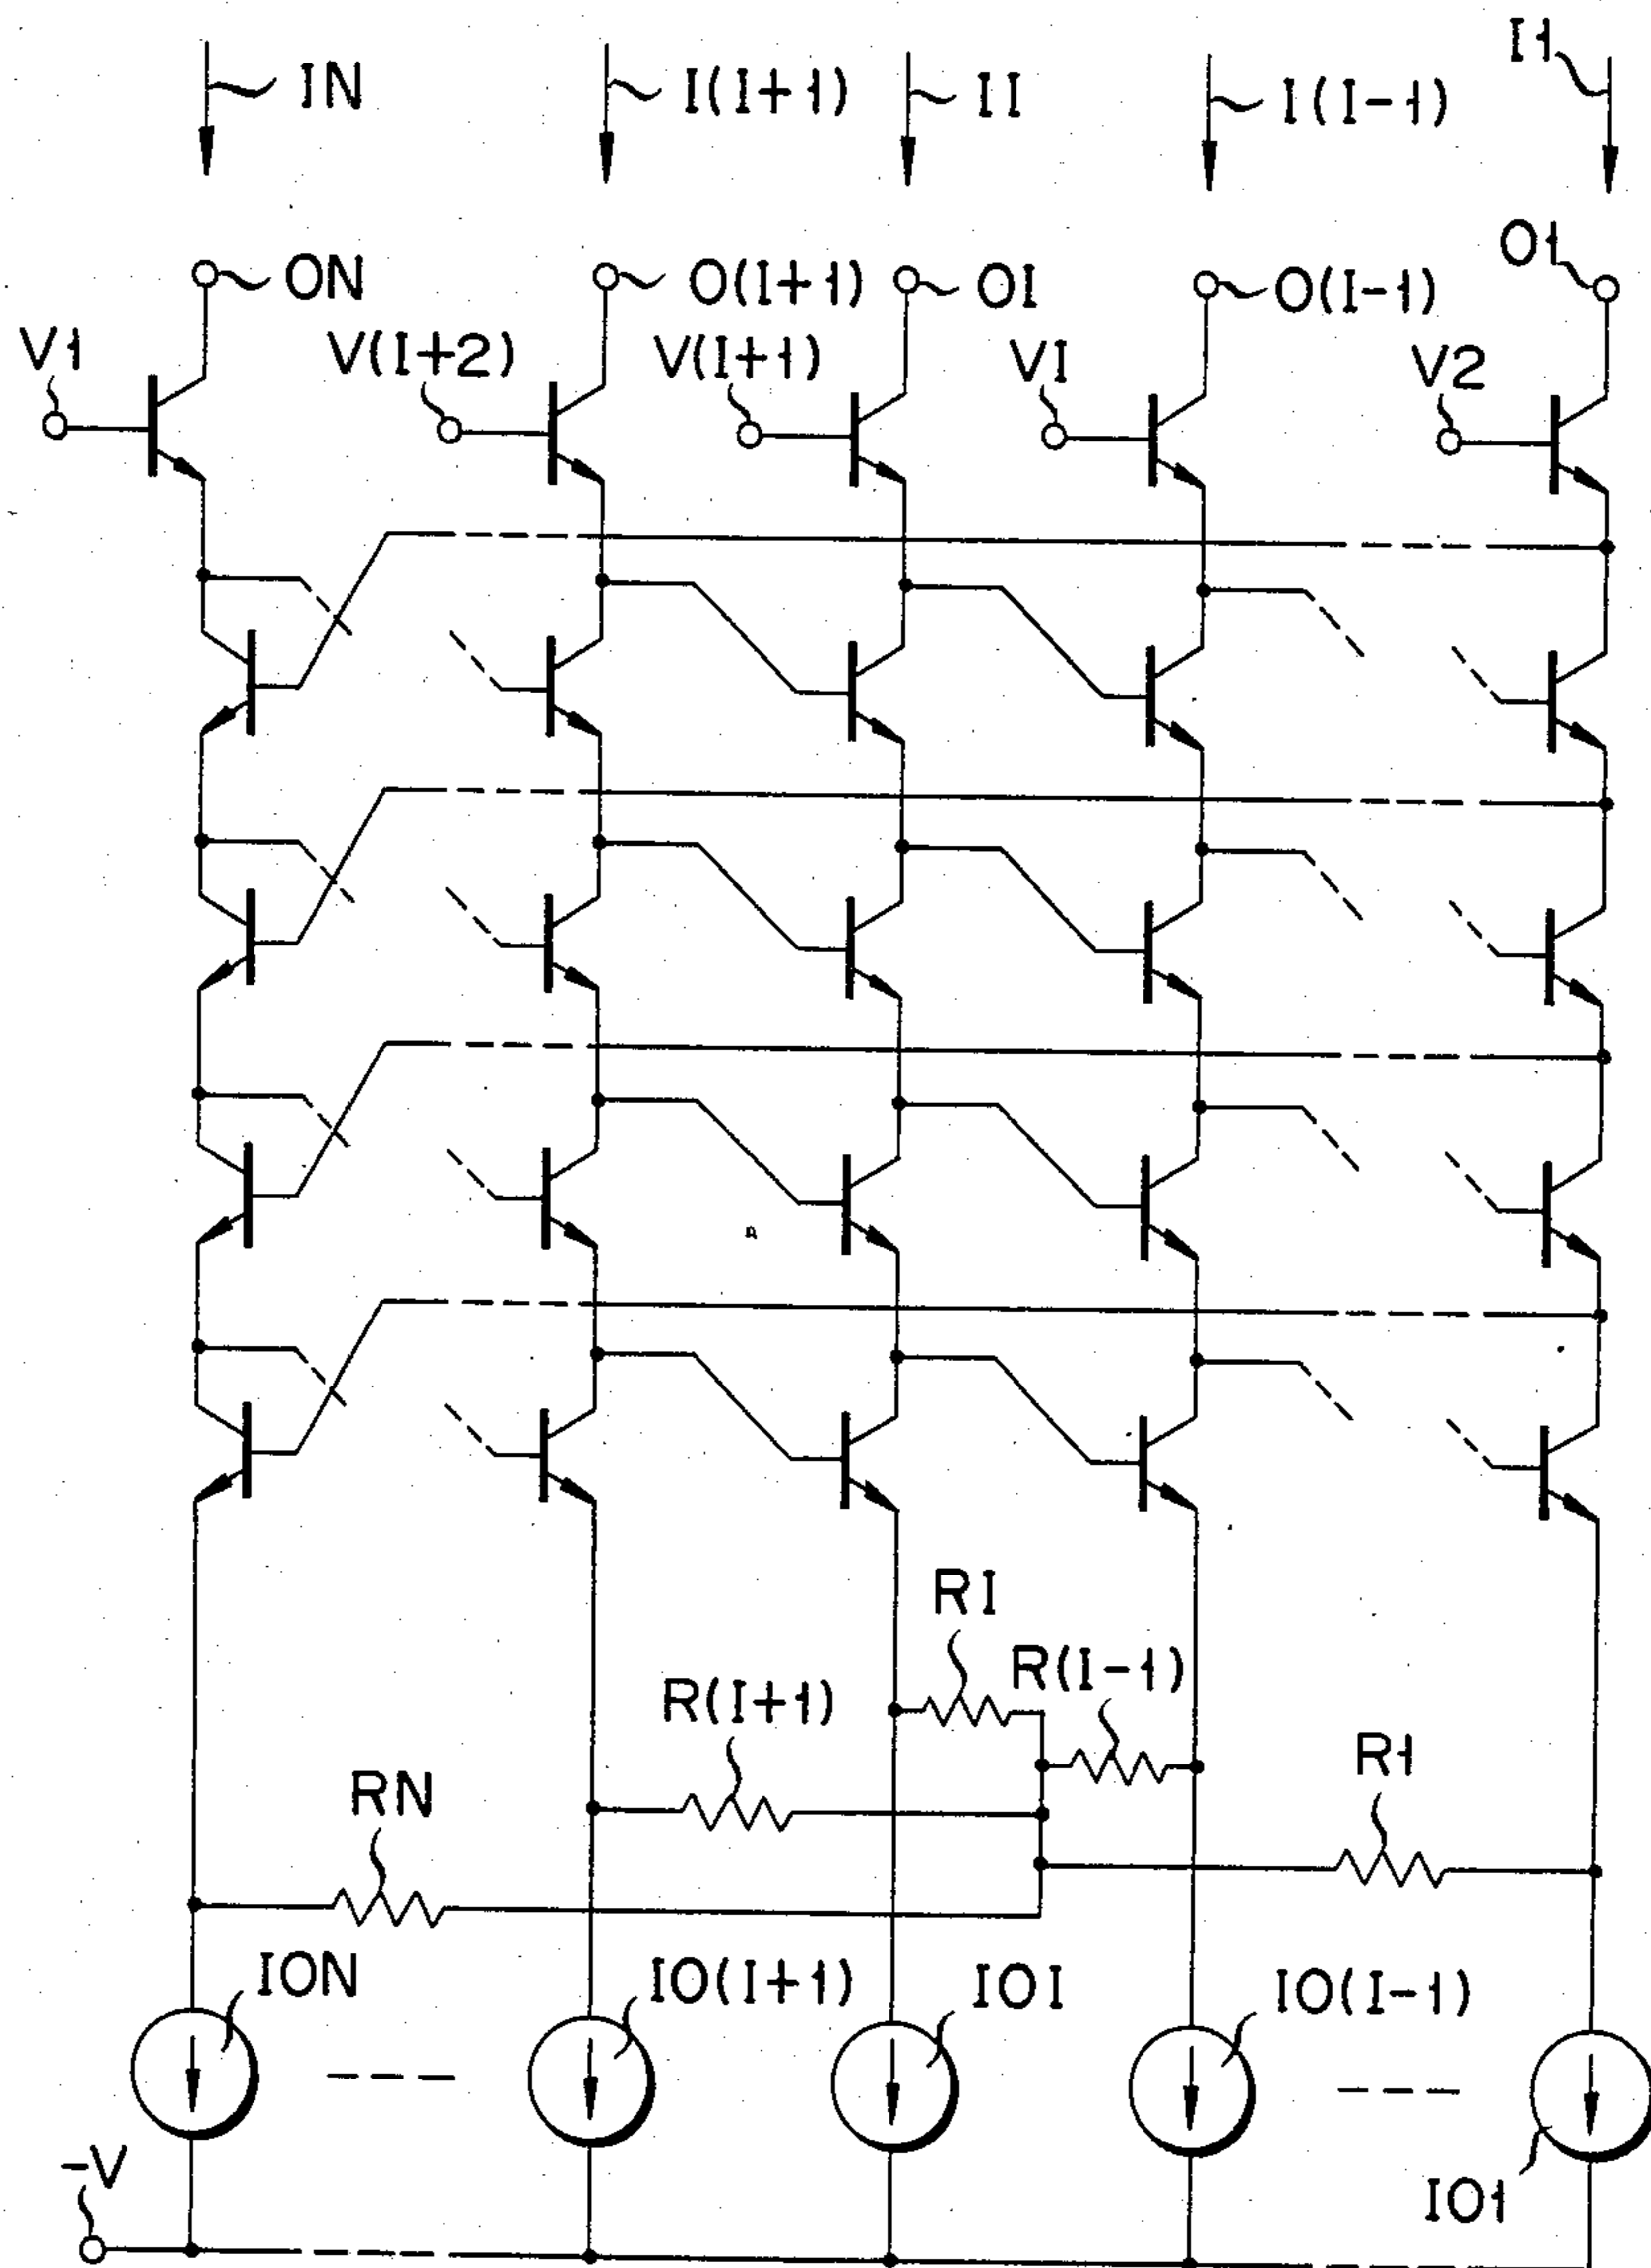 IN I(I+1) II I(I-1) I1
ON O(I+1) OI O(I-1) O1
V1 V(I+2) V(I+1) VI V2
RI
R(I+1) R(I-1)
RN R1
ION IO(I+1) IOI IO(I-1)
-V IO1